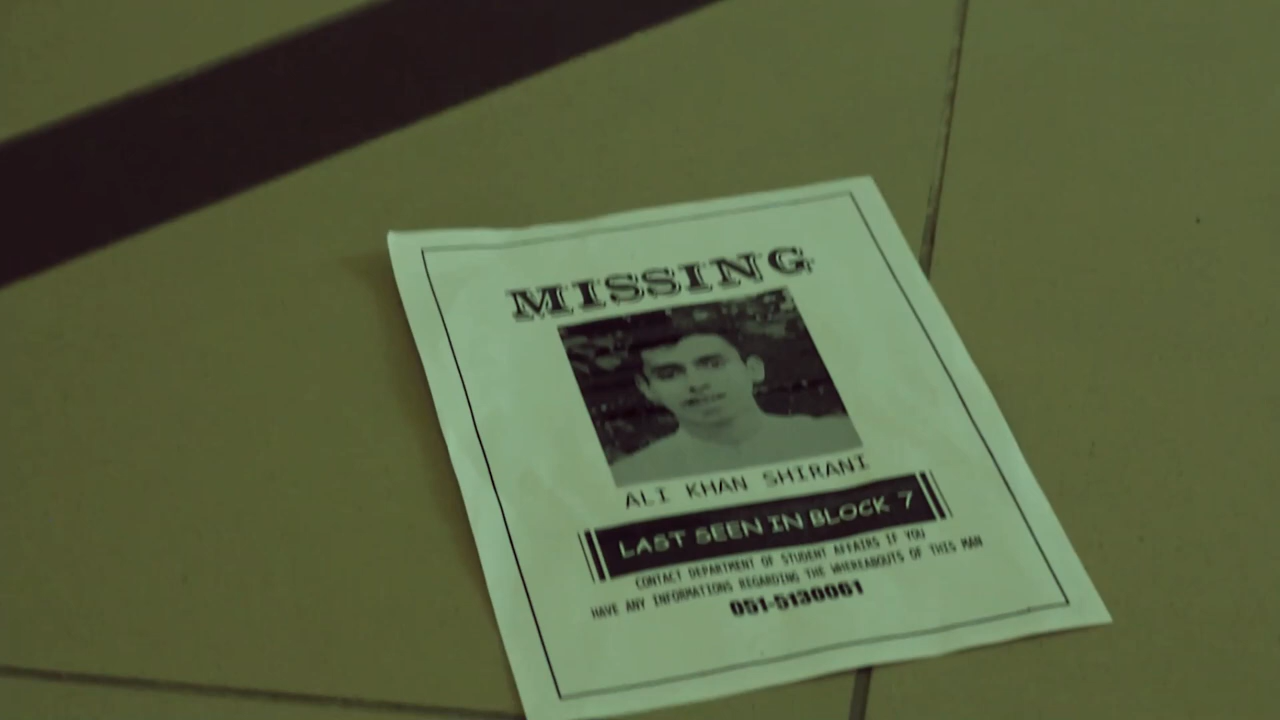 MISSING
ALI KHAN SHIRANI
LAST SEEN IN BLOCK 7
CONTACT DEPARTMENT OF STUDENT AFFAIRS IF YOU
HAVE ANY INFORMATIONS REGARDING THE WHEREABOUTS OF THIS MAN
051-5130061